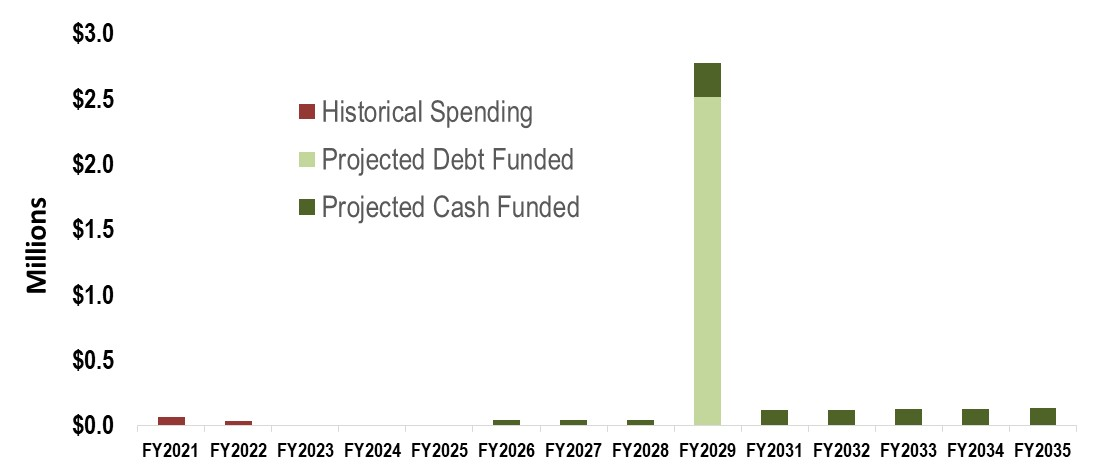 $3.0
$2.5
$2.0
$1.5
$1.0
$0.5
$0.0
Millions
Historical Spending
Projected Debt Funded
Projected Cash Funded
FY2021 FY2022 FY2023 FY2024 FY2025 FY2026 FY2027 FY2028 FY2029 FY2031 FY2032 FY2033 FY2034 FY2035